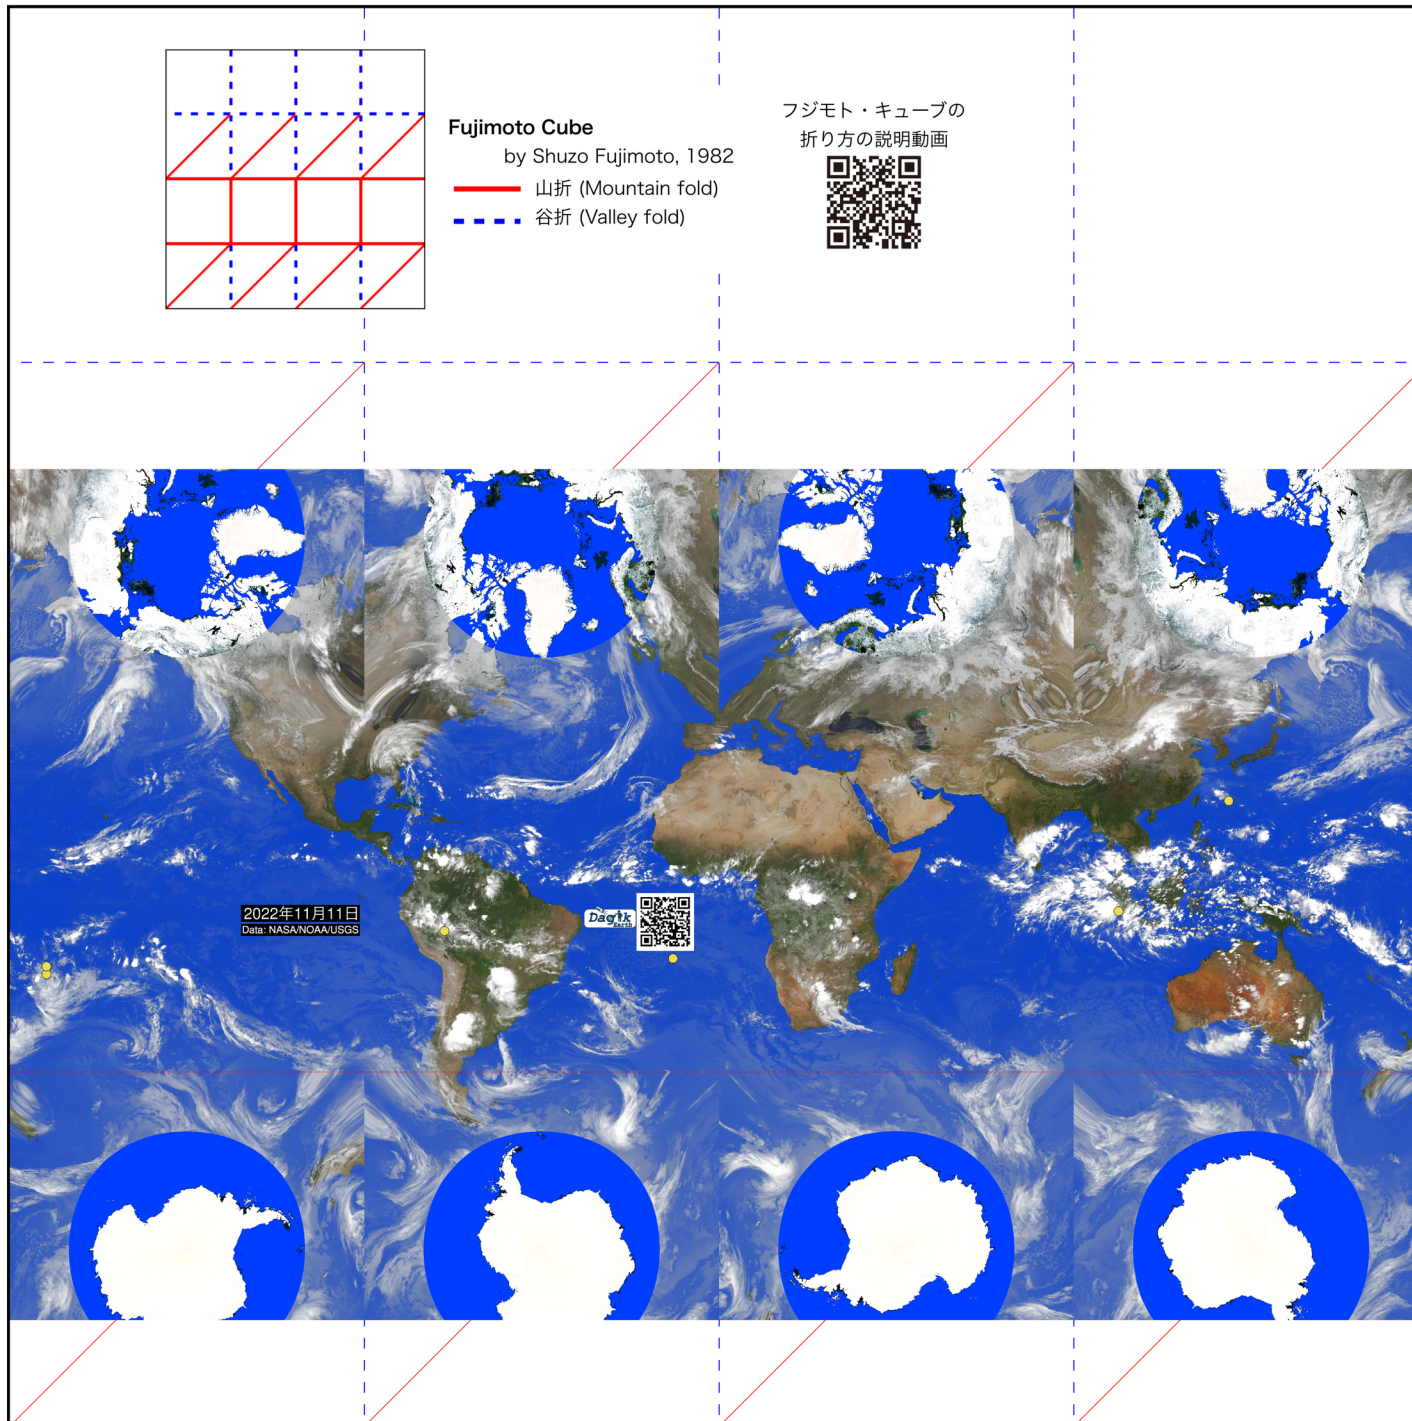 Fujimoto Cube
by Shuzo Fujimoto, 1982
山折 (Mountain fold)
谷折 (Valley fold)
フジモト・キューブの
折り方の説明動画
2022年11月11日
Data: NASA/NOAA/USGS
Dagik
Earth